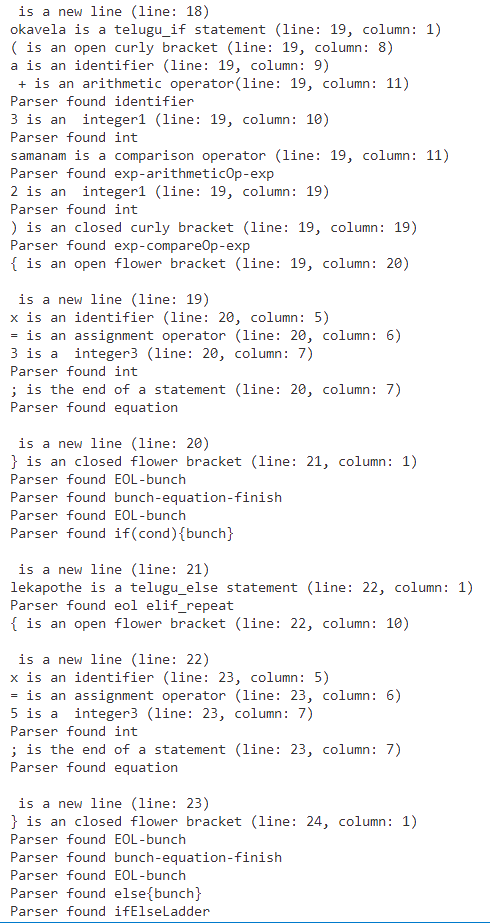 is a new line (line: 18)
okavela is a telugu_if statement (line: 19, column: 1)
( is an open curly bracket (line: 19, column: 8)
a is an identifier (line: 19, column: 9)
+ is an arithmetic operator(line: 19, column: 11)
Parser found identifier
3 is an  integer1 (line: 19, column: 10)
Parser found int
samanam is a comparison operator (line: 19, column: 11)
Parser found exp-arithmeticOp-exp
2 is an  integer1 (line: 19, column: 19)
Parser found int
) is an closed curly bracket (line: 19, column: 19)
Parser found exp-compareOp-exp
{ is an open flower bracket (line: 19, column: 20)
is a new line (line: 19)
x is an identifier (line: 20, column: 5)
= is an assignment operator (line: 20, column: 6)
3 is a  integer3 (line: 20, column: 7)
Parser found int
; is the end of a statement (line: 20, column: 7)
Parser found equation
is a new line (line: 20)
} is an closed flower bracket (line: 21, column: 1)
Parser found EOL-bunch
Parser found bunch-equation-finish
Parser found EOL-bunch
Parser found if(cond){bunch}
is a new line (line: 21)
lekapothe is a telugu_else statement (line: 22, column: 1)
Parser found eol elif_repeat
{ is an open flower bracket (line: 22, column: 10)
is a new line (line: 22)
x is an identifier (line: 23, column: 5)
= is an assignment operator (line: 23, column: 6)
5 is a  integer3 (line: 23, column: 7)
Parser found int
; is the end of a statement (line: 23, column: 7)
Parser found equation
is a new line (line: 23)
} is an closed flower bracket (line: 24, column: 1)
Parser found EOL-bunch
Parser found bunch-equation-finish
Parser found EOL-bunch
Parser found else{bunch}
Parser found ifElseLadder